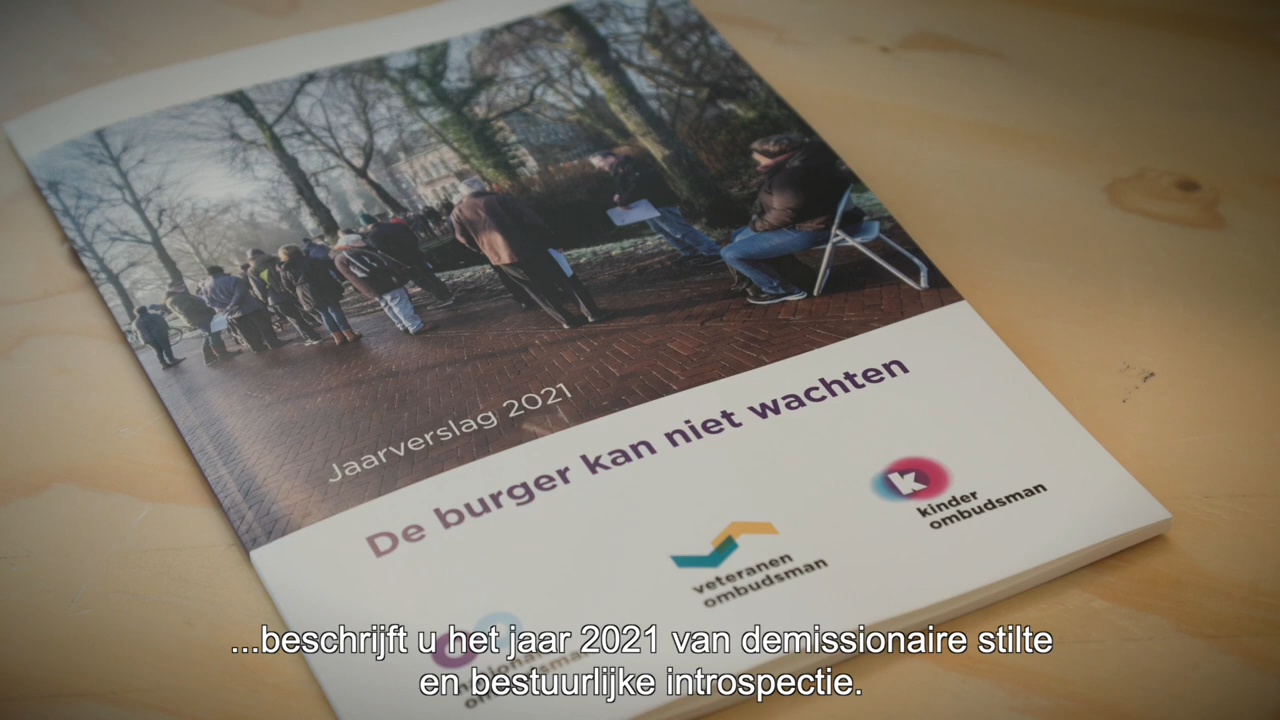 Jaarverslag 2021
De burger kan niet wachten
kinder
ombudsman
veteranen
ombudsman
...beschrijft u het jaar 2021 van demissionaire stilte
en bestuurlijke introspectie.